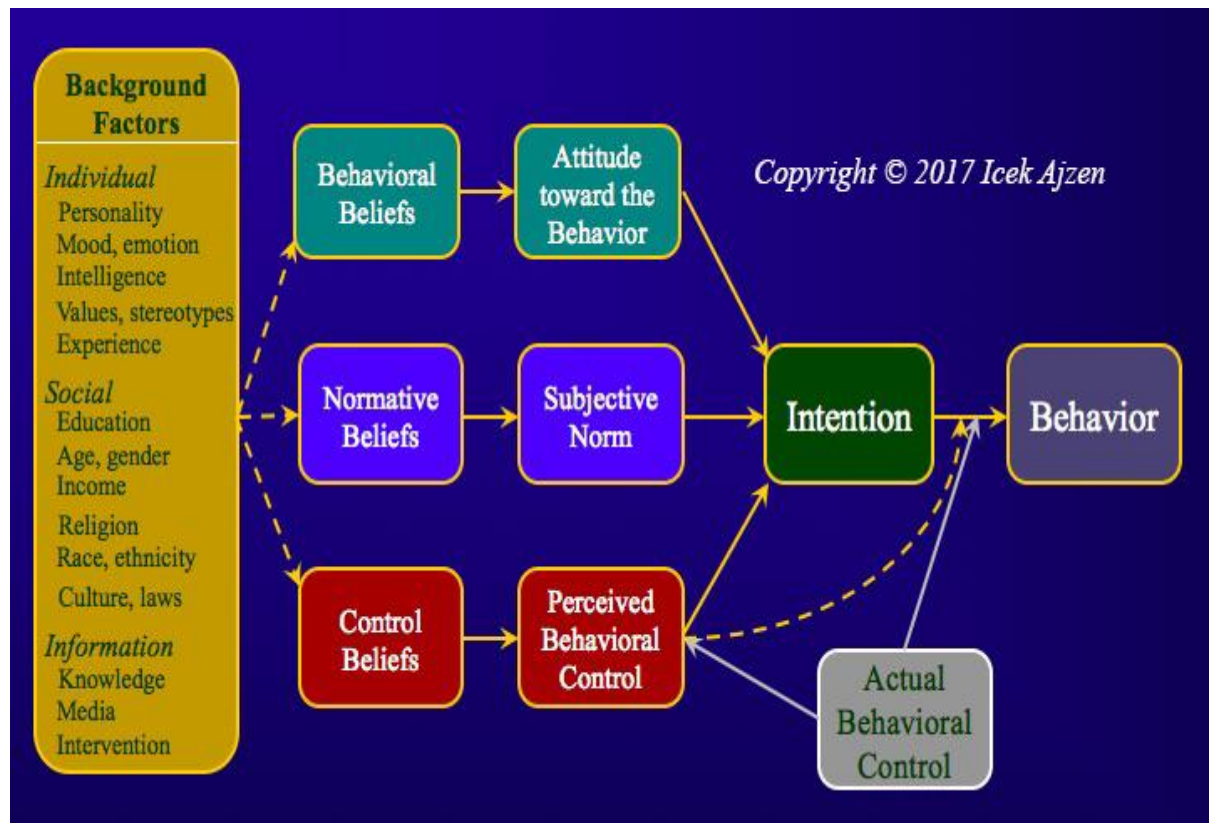 Background
Factors
Individual
Personality
Mood, emotion
Intelligence
Values, stereotypes
Experience
Social
Education
Age, gender
Income
Religion
Race, ethnicity
Culture, laws
Information
Knowledge
Media
Intervention
Behavioral
Beliefs
Attitude
toward the
Behavior
Copyright © 2017 Icek Ajzen
Normative
Beliefs
Subjective
Norm
Intention
Behavior
Control
Beliefs
Perceived
Behavioral
Control
Actual
Behavioral
Control